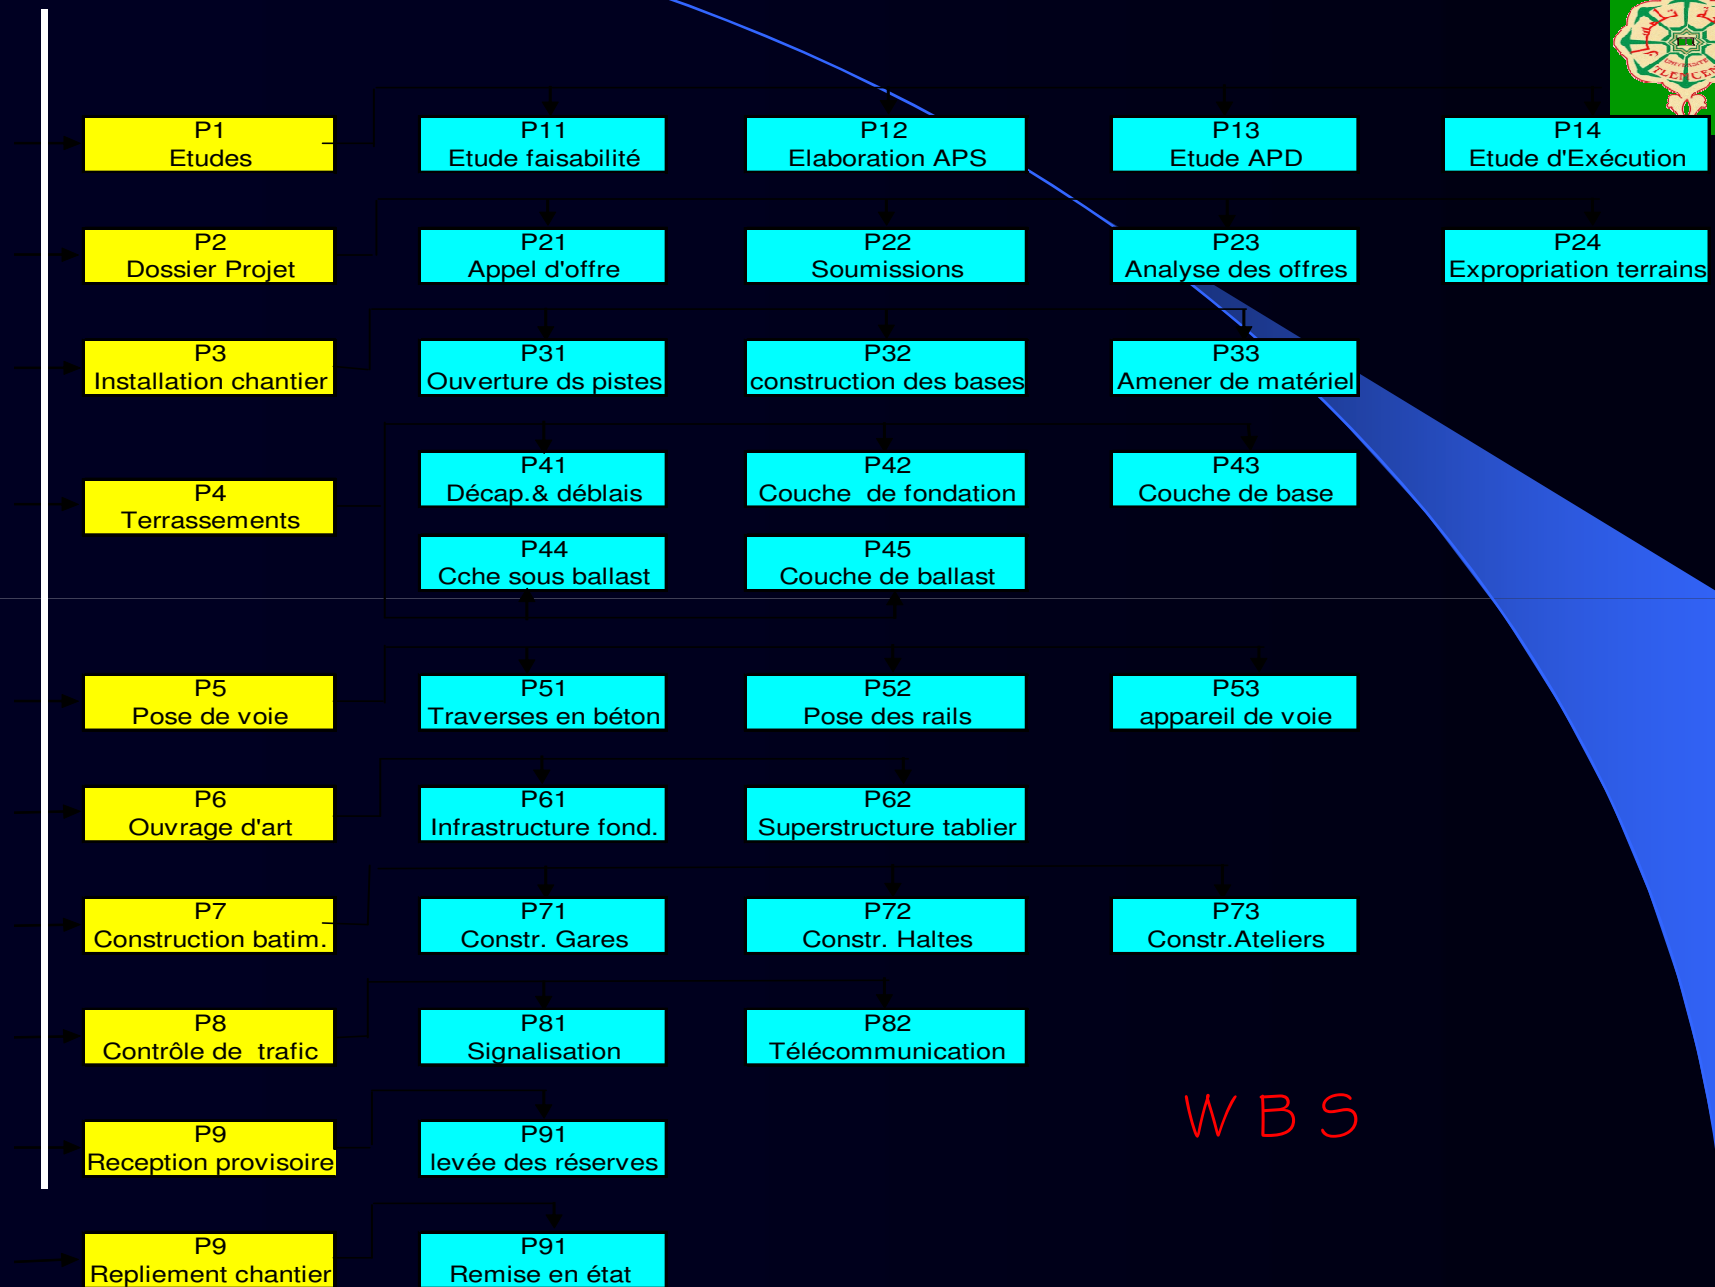 P1
Etudes
P11
Etude faisabilité
P12
Elaboration APS
P13
Etude APD
P14
Etude d'Exécution
P2
Dossier Projet
P21
Appel d'offre
P22
Soumissions
P23
Analyse des offres
P24
Expropriation terrains
P3
Installation chantier
P31
Ouverture ds pistes
P32
construction des bases
P33
Amener de matériel
P4
Terrassements
P41
Décap.& déblais
P42
Couche de fondation
P43
Couche de base
P44
Cche sous ballast
P45
Couche de ballast
P5
Pose de voie
P51
Traverses en béton
P52
Pose des rails
P53
appareil de voie
P6
Ouvrage d'art
P61
Infrastructure fond.
P62
Superstructure tablier
P7
Construction batim.
P71
Constr. Gares
P72
Constr. Haltes
P73
Constr.Ateliers
P8
Contrôle de trafic
P81
Signalisation
P82
Télécommunication
W B S
P9
Reception provisoire
P91
levée des réserves
P9
Repliement chantier
P91
Remise en état